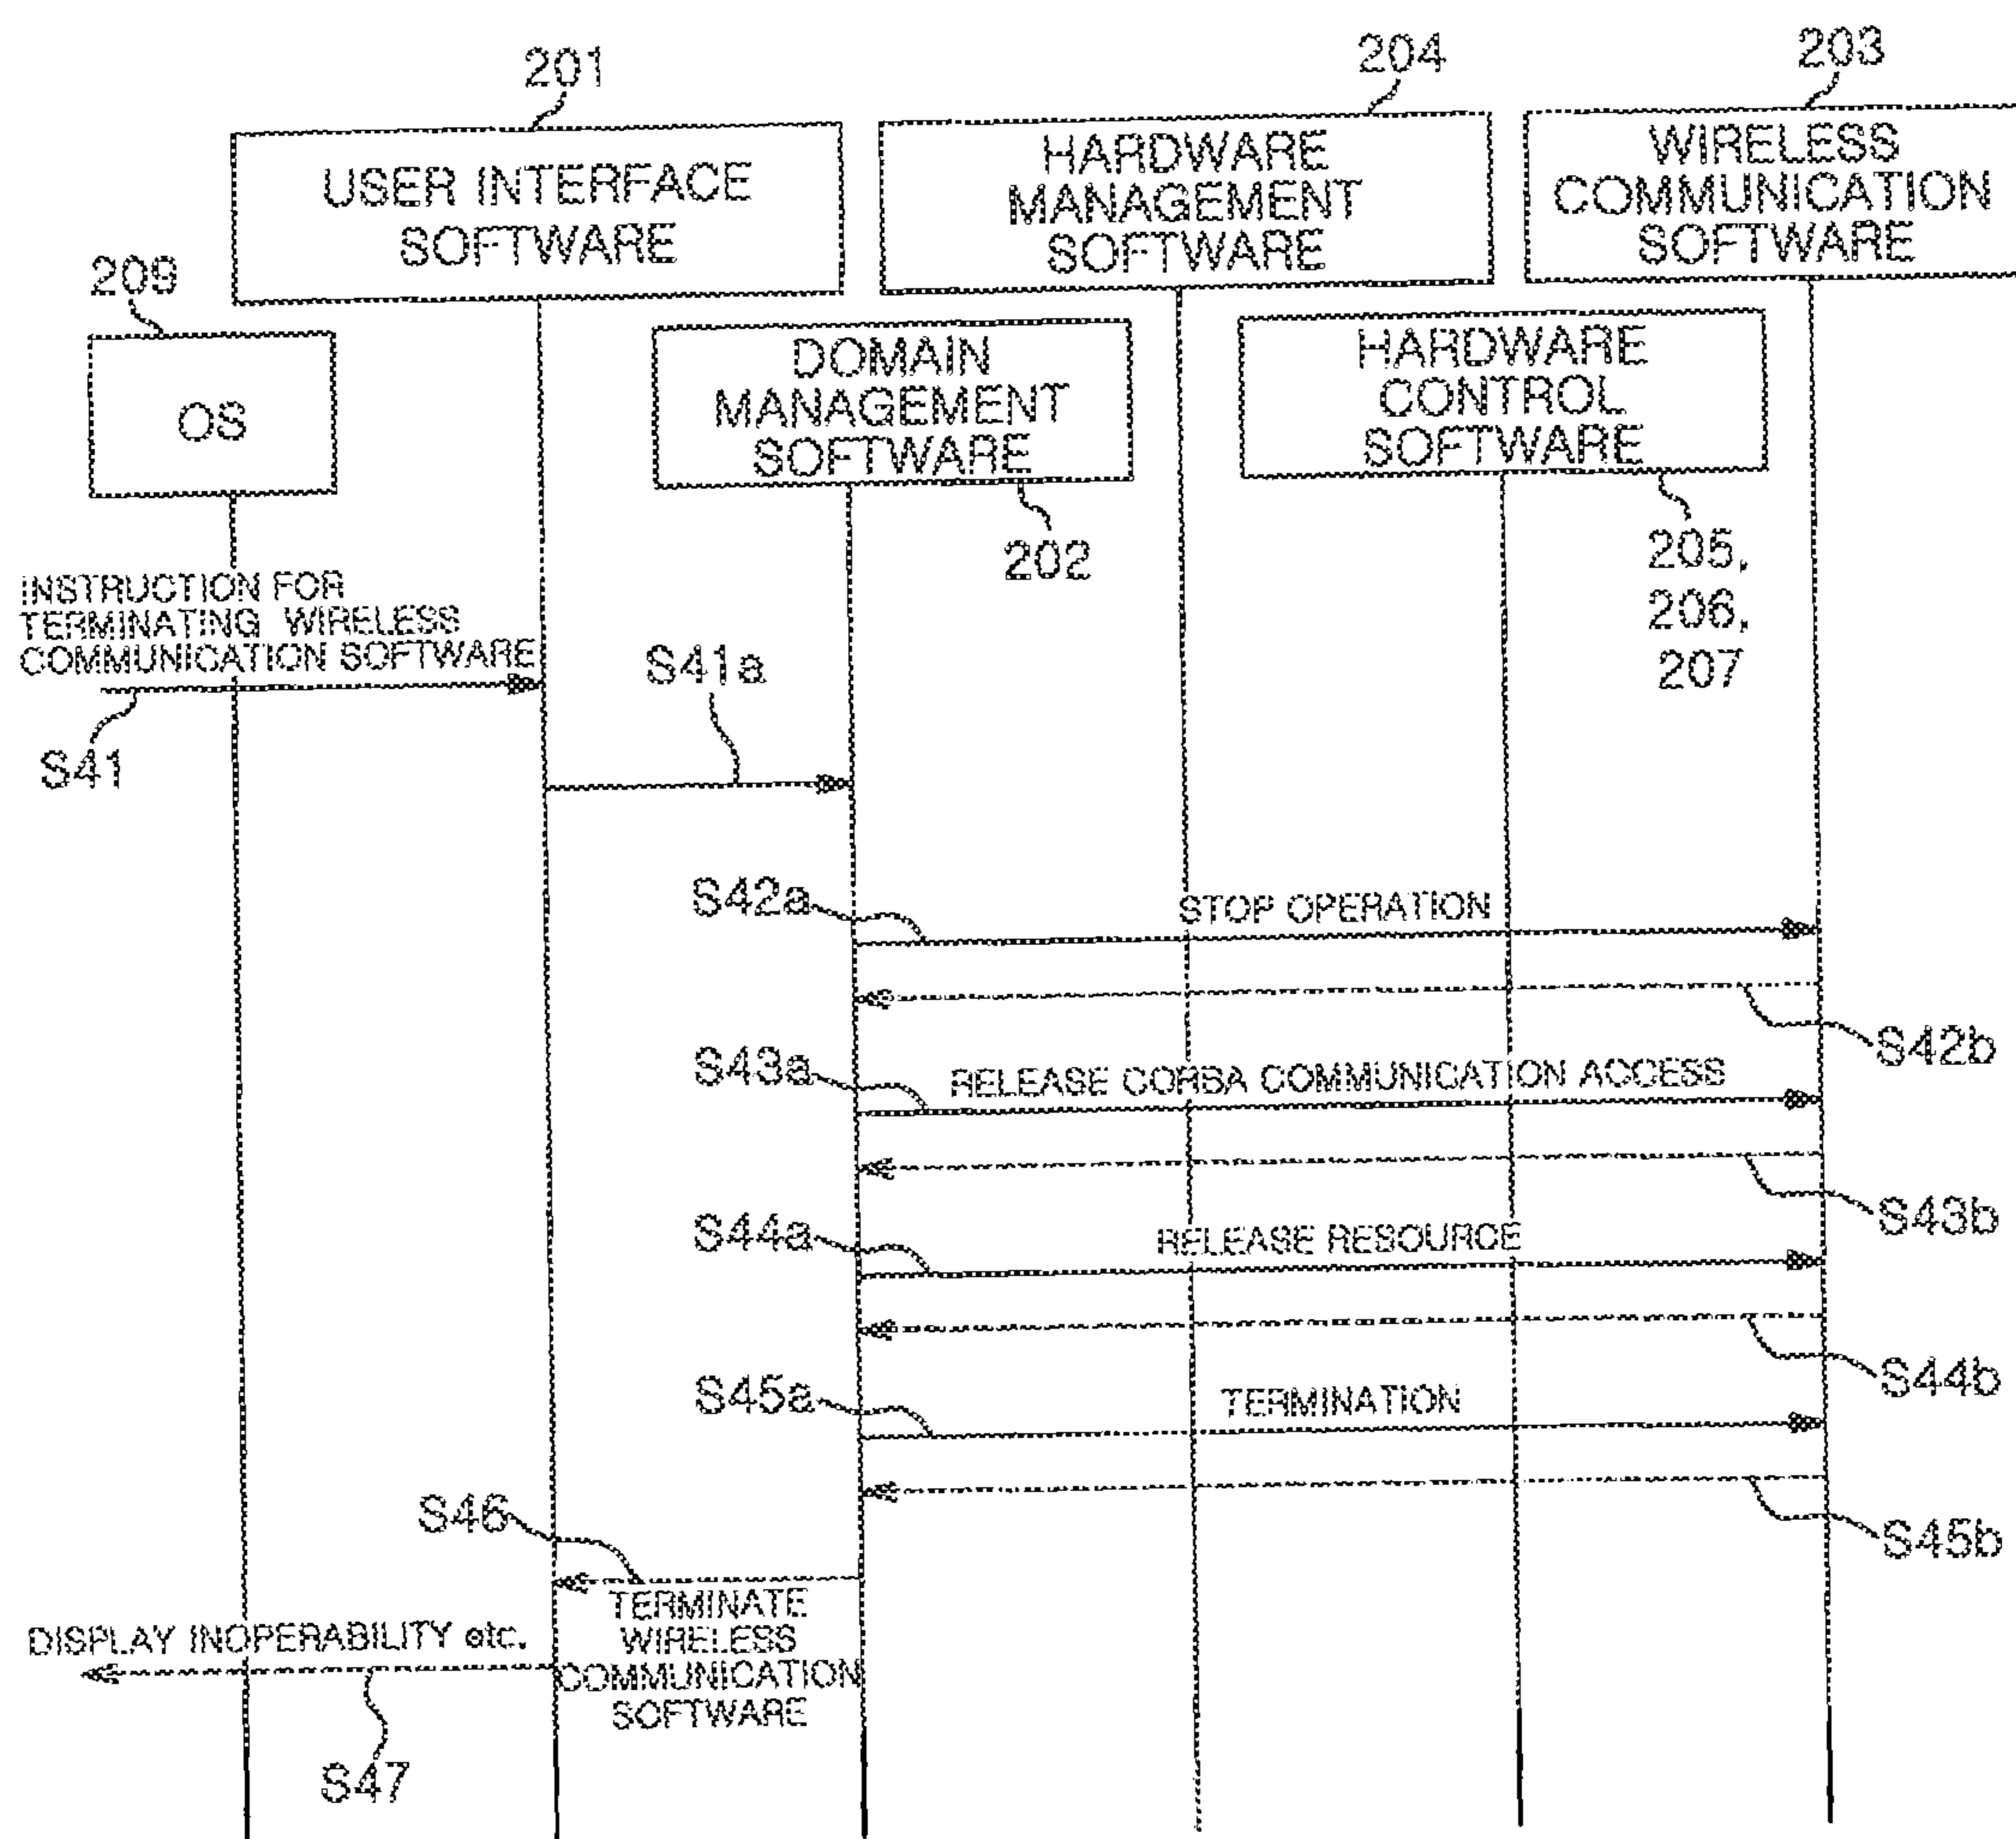 201
204
203
USER INTERFACE
SOFTWARE
HARDWARE
MANAGEMENT
SOFTWARE
WIRELESS
COMMUNICATION
SOFTWARE
209
OS
DOMAIN
MANAGEMENT
SOFTWARE
HARDWARE
CONTROL
SOFTWARE
202
205,
206,
207
INSTRUCTION FOR
TERMINATING WIRELESS
COMMUNICATION SOFTWARE
S41
S41a
S42a
STOP OPERATION
S42b
S43a
RELEASE CORBA COMMUNICATION ACCESS
S43b
S44a
RELEASE RESOURCE
S44b
S45a
TERMINATION
S45b
S46
TERMINATE
WIRELESS
COMMUNICATION
SOFTWARE
DISPLAY INOPERABILITY etc.
S47